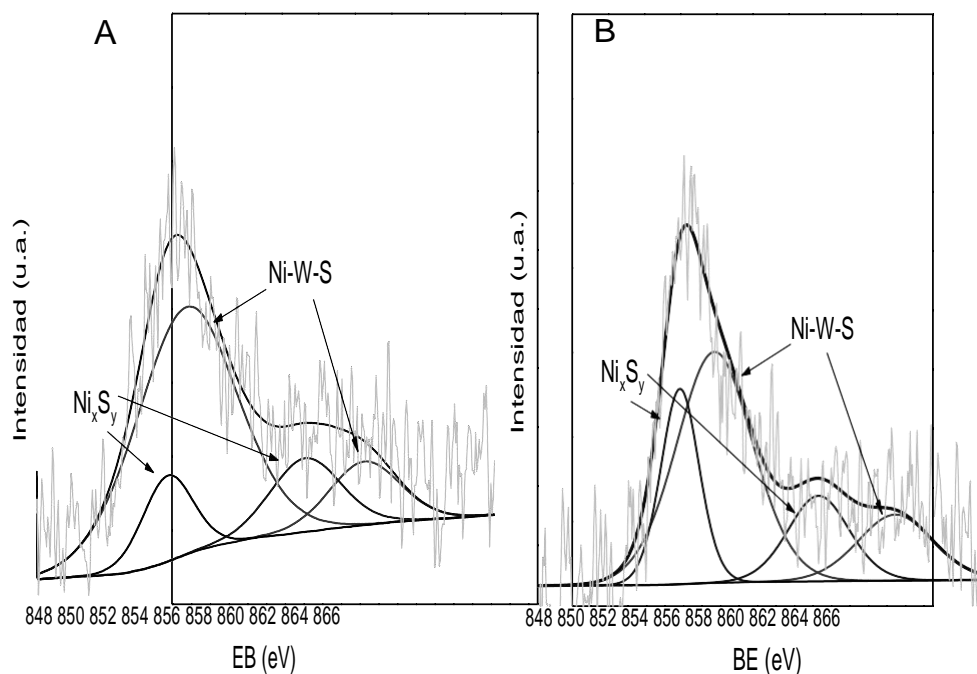 A
Intensidad (u.a.)
Ni-W-S
NixSy
848 850 852 854 856 858 860 862 864 866
EB (eV)
B
Intensidad (u.a.)
Ni-W-S
NixSy
848 850 852 854 856 858 860 862 864 866
BE (eV)